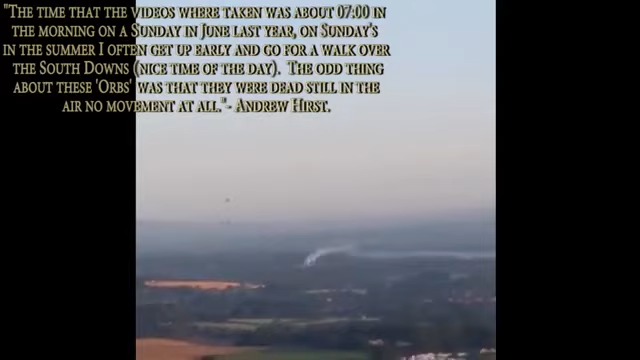 "The time that the videos where taken was about 07:00 in
the morning on a Sunday in June last year, on Sunday's
in the summer I often get up early and go for a walk over
the South Downs (nice time of the day). The odd thing
about these 'Orbs' was that they were dead still in the
air no movement at all."- Andrew Hirst.